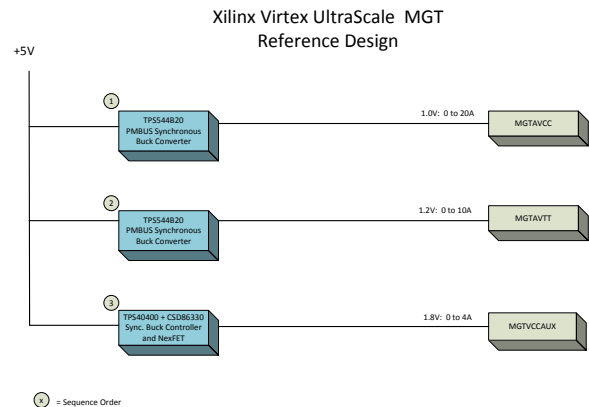 Xilinx Virtex UltraScale MGT
Reference Design
+5V
1
TPS544B20
PMBUS Synchronous
Buck Converter
1.0V: 0 to 20A
MGTAVCC
2
TPS544B20
PMBUS Synchronous
Buck Converter
1.2V: 0 to 10A
MGTAVTT
3
TPS40400 + CSD86330
Sync. Buck Controller
and NexFET
1.8V: 0 to 4A
MGTVCCAUX
x = Sequence Order